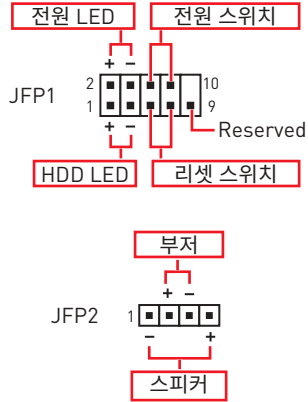 전원 LED 전원 스위치
+ −
2 10
JFP1
1 9
+ −
Reserved
HDD LED 리셋 스위치
부저
+ −
JFP2 1
− +
스피커